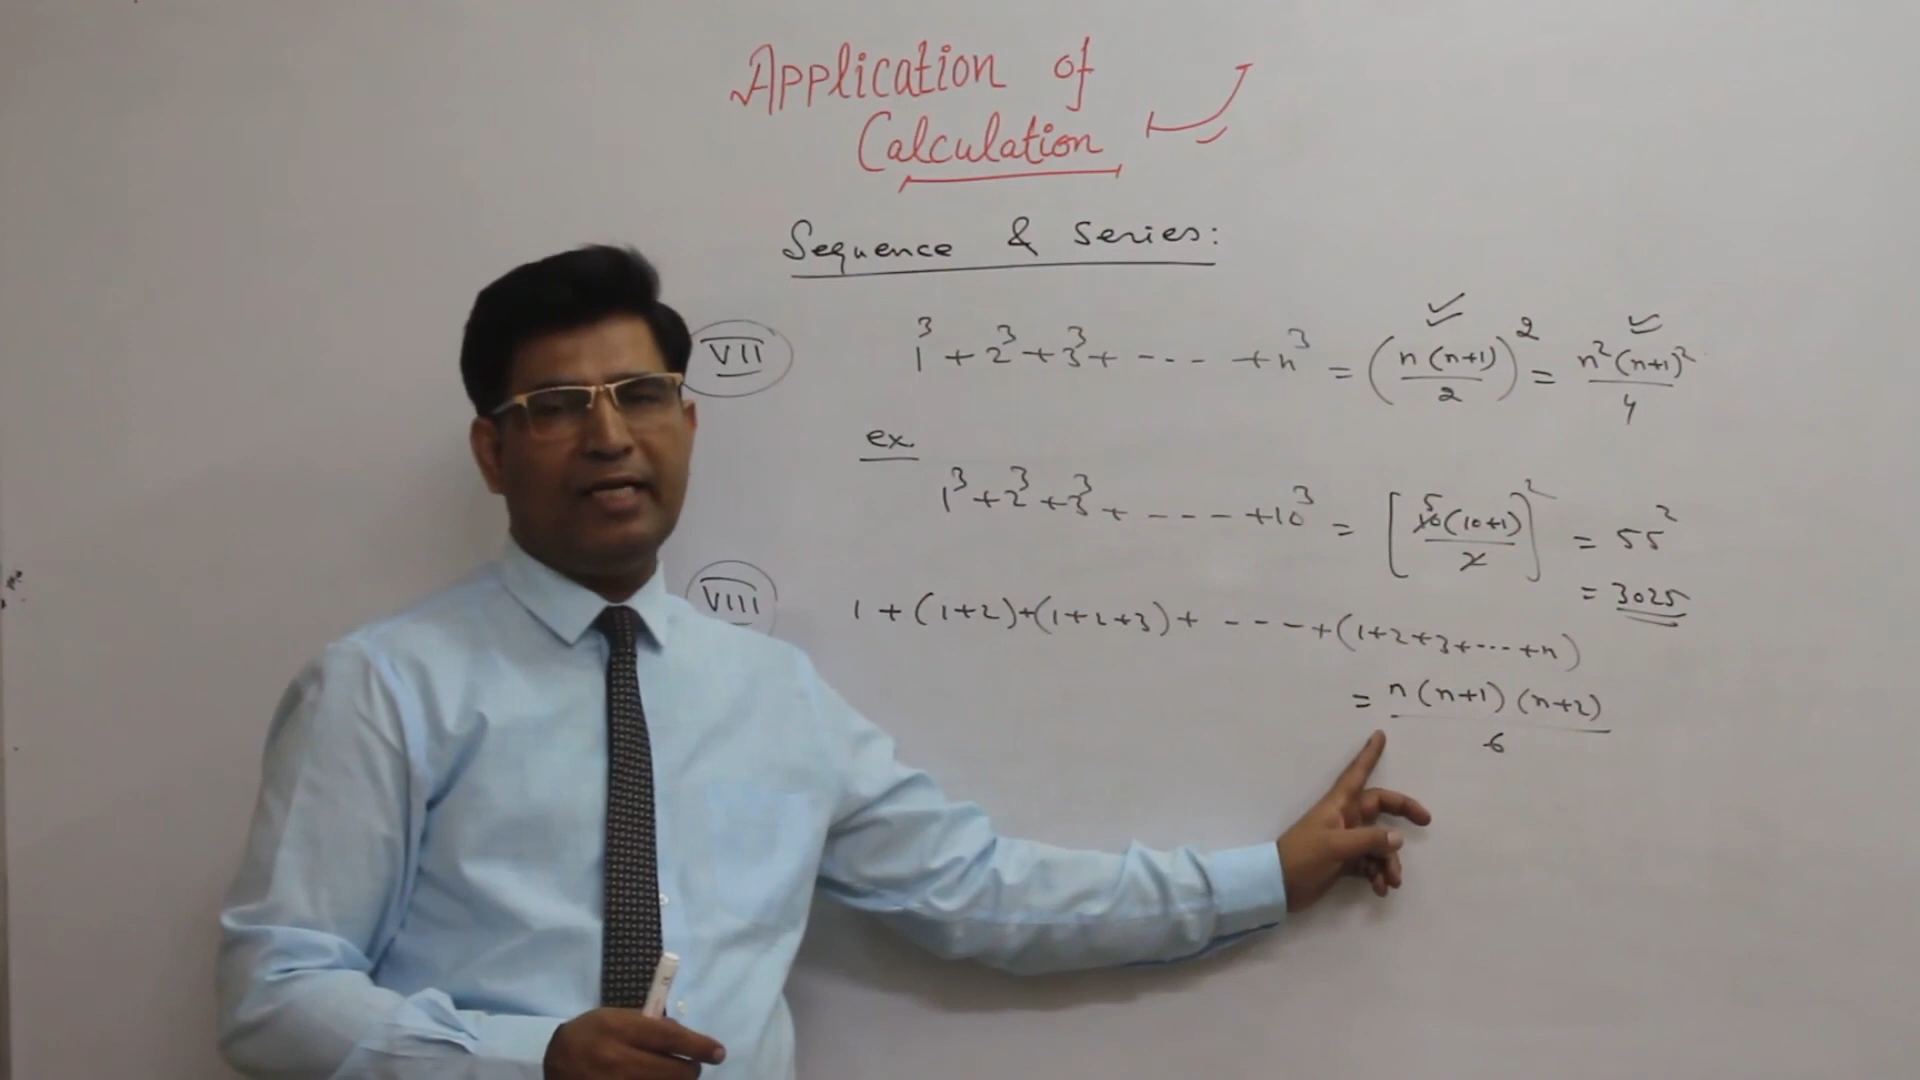 Application of
Calculation
Sequence & Series:
VII 1³ + 2³ + 3³ + - - - + n³ = (n(n+1)/2)² = n²(n+1)²/4
ex
1³ + 2³ + 3³ + - - - - + 10³ = [10(10+1)/2]² 5 = 55²
= 3025
VIII 1 + (1+2) + (1+2+3) + - - - - + (1+2+3+---+n)
= n(n+1)(n+2)/6